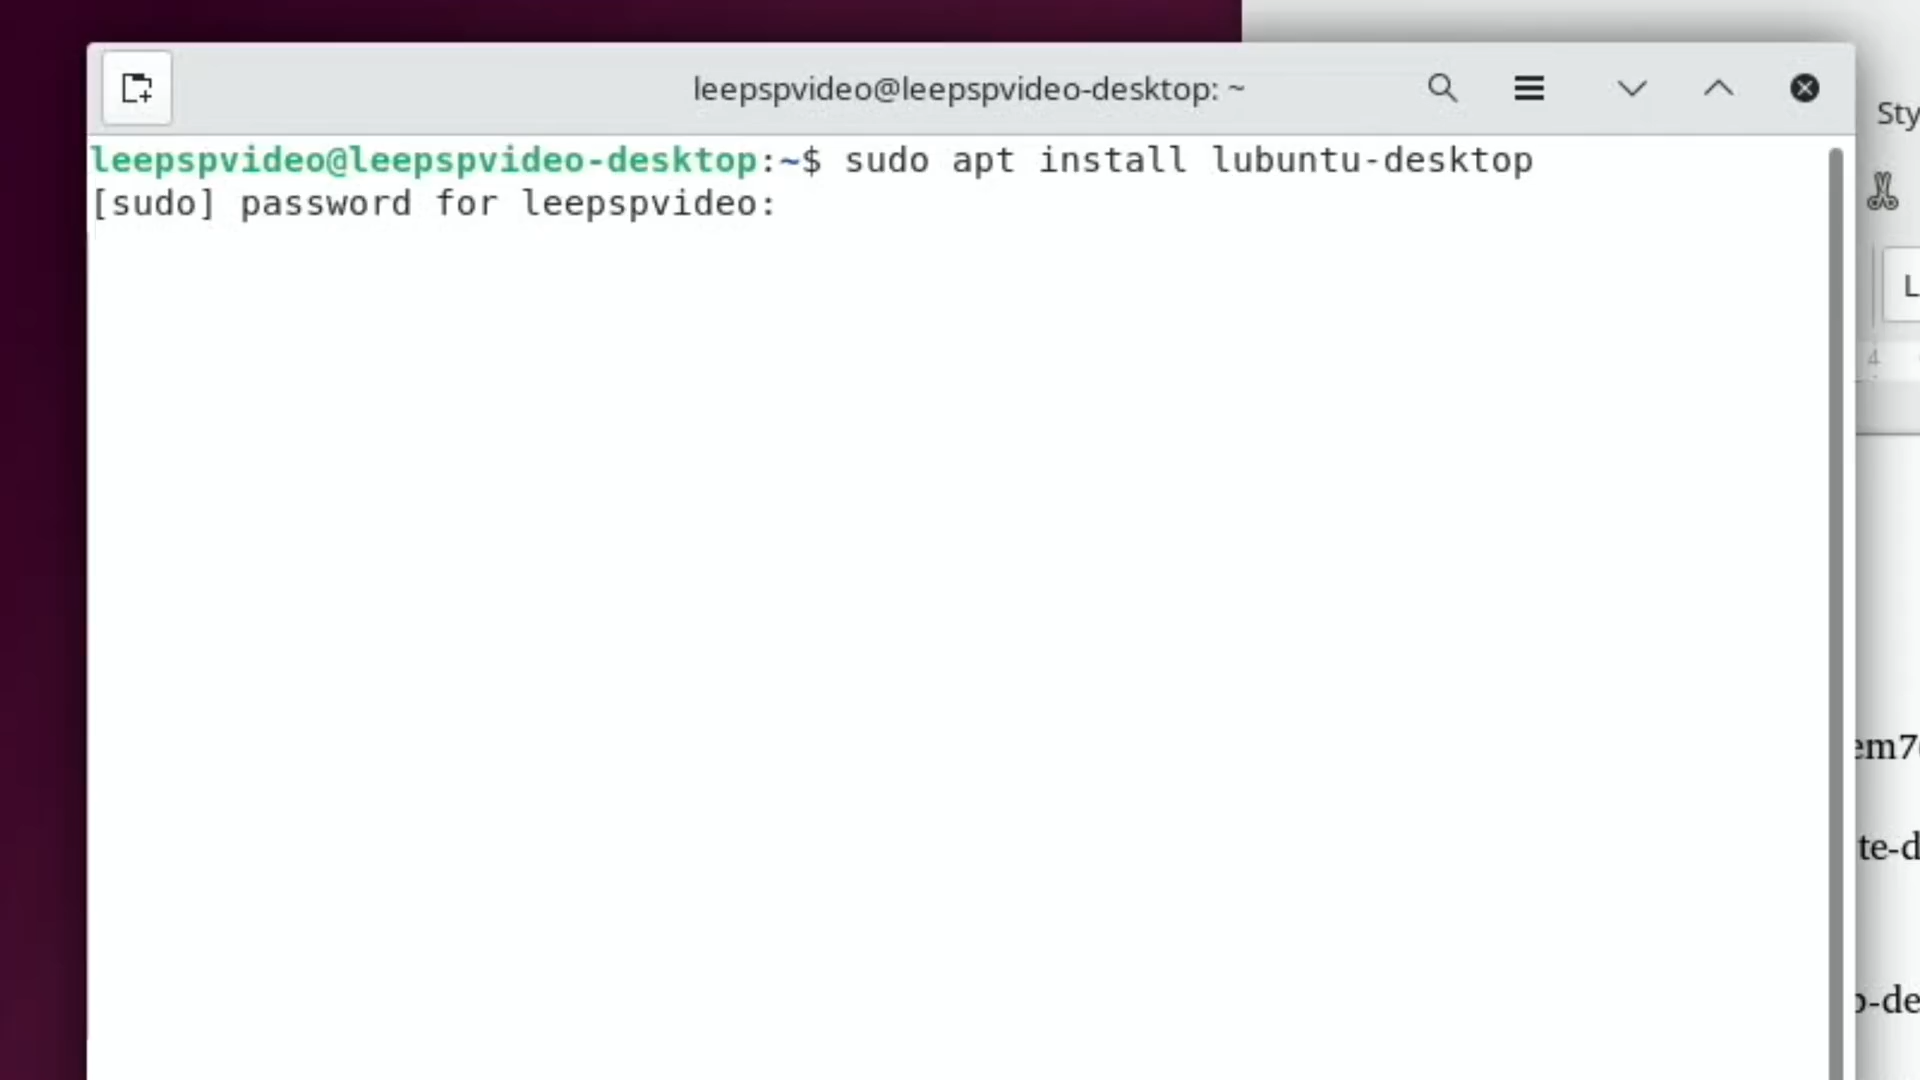 leepspvideo@leepspvideo-desktop: ~
leepspvideo@leepspvideo-desktop:~$ sudo apt install lubuntu-desktop
[sudo] password for leepspvideo:
Sty
L
4
em7
te-d
-de